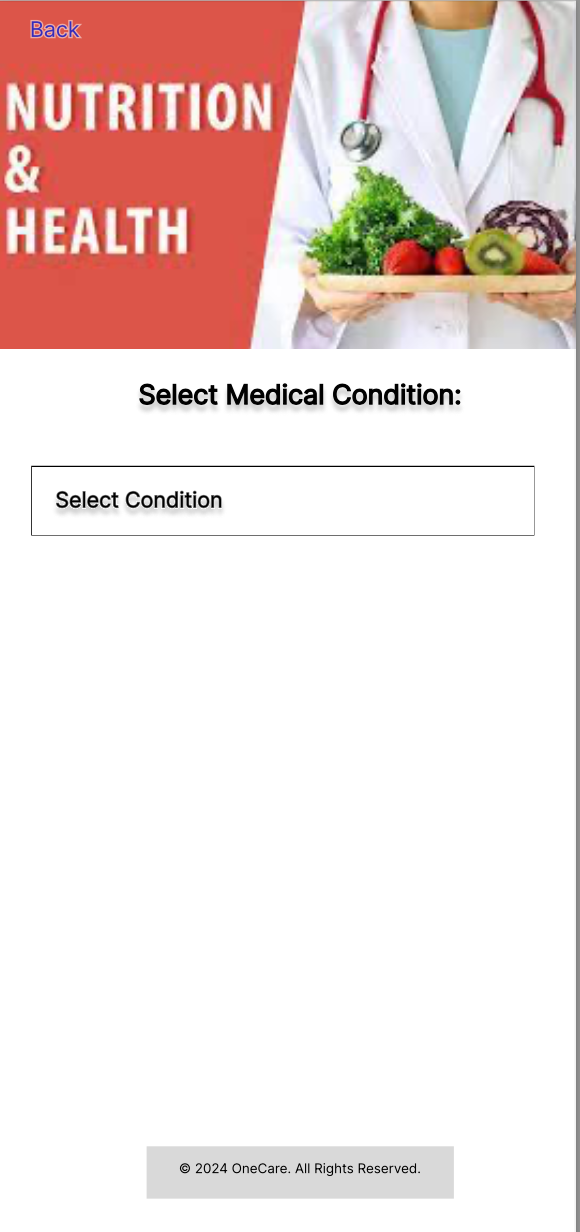 Back
NUTRITION
&
HEALTH
Select Medical Condition:
Select Condition
© 2024 OneCare. All Rights Reserved.